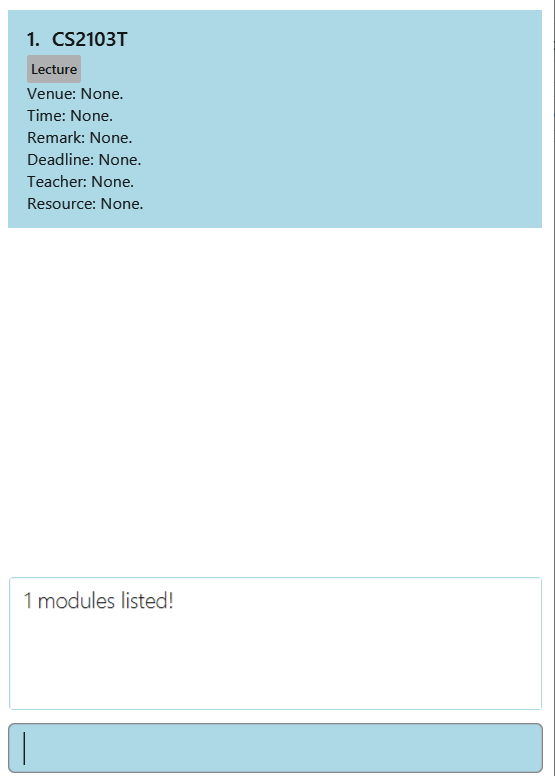 1. CS2103T
Lecture
Venue: None.
Time: None.
Remark: None.
Deadline: None.
Teacher: None.
Resource: None.
1 modules listed!